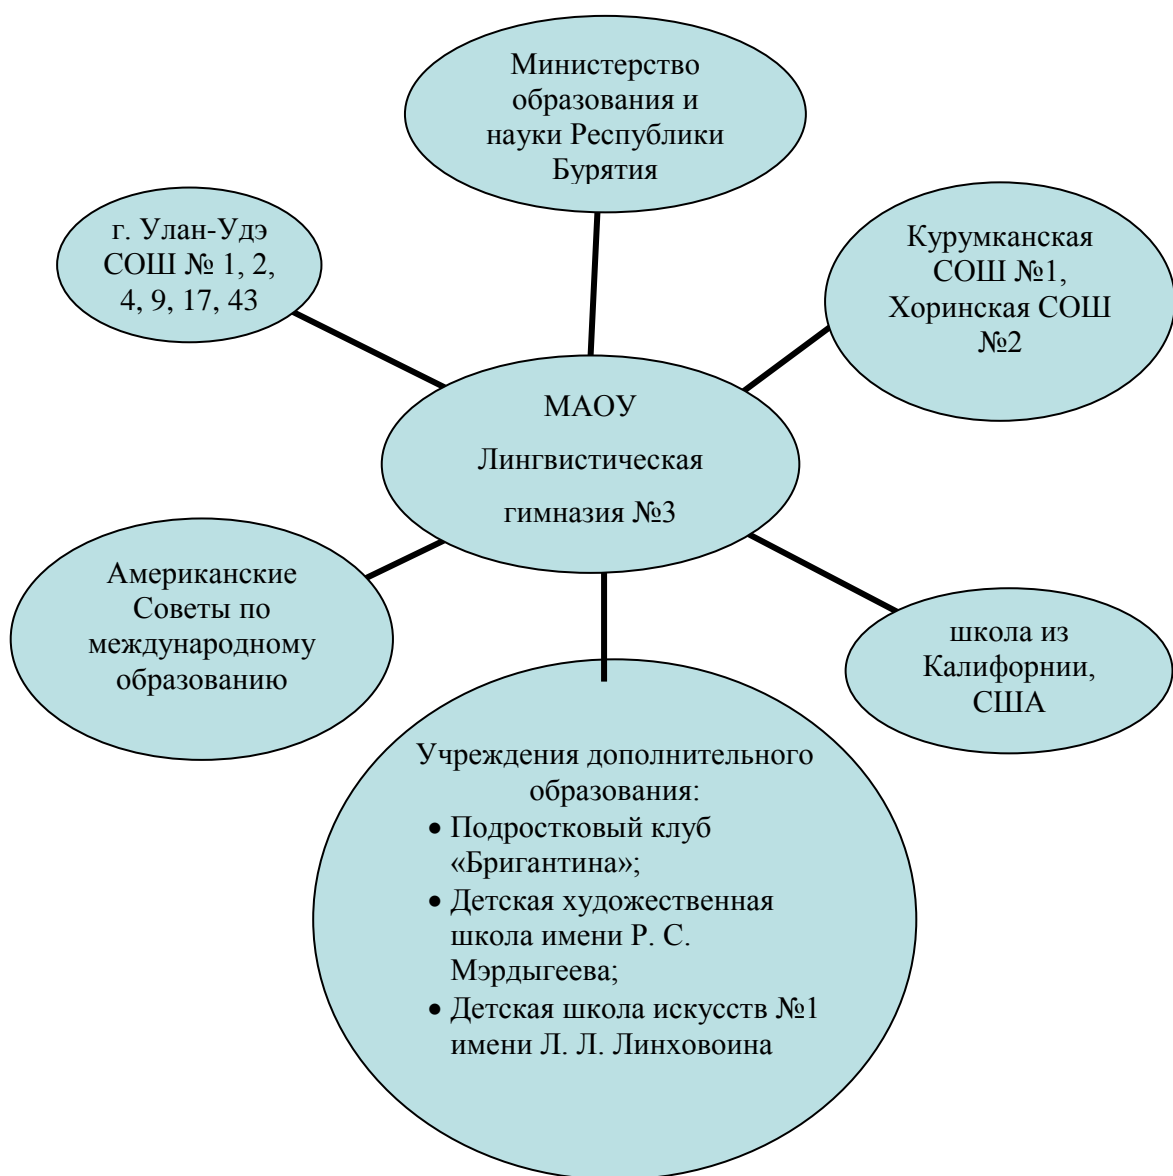 Министерство
образования и
науки Республики
Бурятия
г. Улан-Удэ
СОШ № 1, 2,
4, 9, 17, 43
Курумканская
СОШ №1,
Хоринская СОШ
№2
МАОУ
Лингвистическая
гимназия №3
Американские
Советы по
международному
образованию
школа из
Калифорнии,
США
Учреждения дополнительного
образования:
• Подростковый клуб
«Бригантина»;
• Детская художественная
школа имени Р. С.
Мэрдыгеева;
• Детская школа искусств №1
имени Л. Л. Линховоина